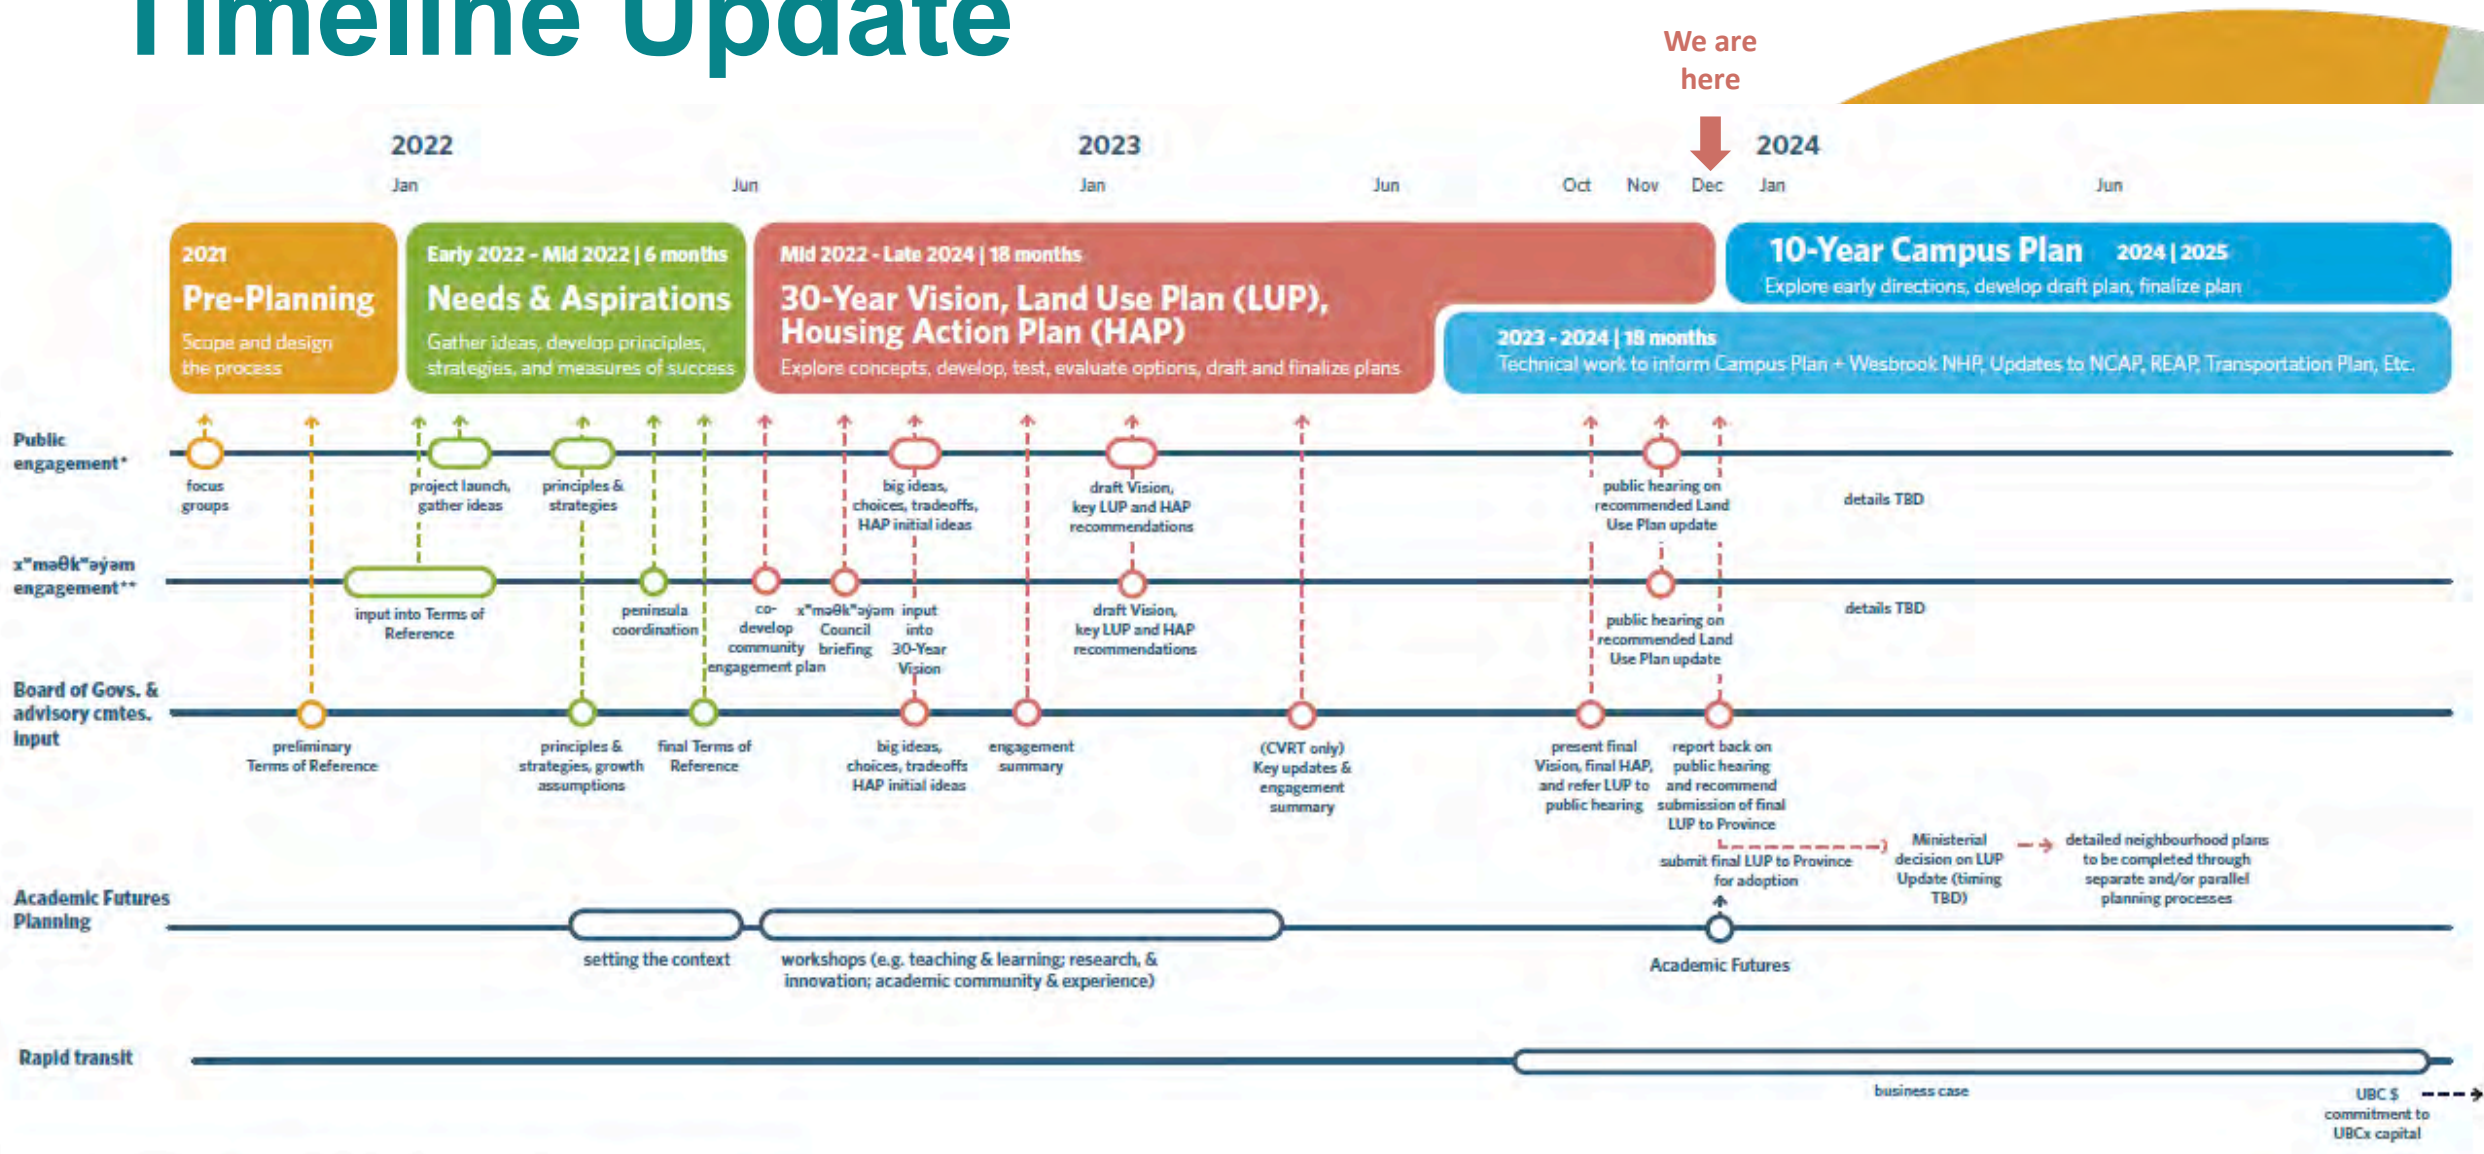 Timeline Update
We are
here
2022
2023
2024
Jan
Jun
Jan
Jun
Oct
Nov
Dec
Jan
Jun
2021
Pre-Planning
Scope and design
the process
Early 2022 - Mid 2022 | 6 months
Needs & Aspirations
Gather ideas, develop principles,
strategies, and measures of success
Mid 2022 - Late 2024 | 18 months
30-Year Vision, Land Use Plan (LUP),
Housing Action Plan (HAP)
Explore concepts, develop, test, evaluate options, draft and finalize plans
10-Year Campus Plan 2024 | 2025
Explore early directions, develop draft plan, finalize plan
2023 - 2024 | 18 months
Technical work to inform Campus Plan + Wesbrook NHP, Updates to NCAP, REAP, Transportation Plan, Etc.
Public
engagement*
focus
groups
project launch,
gather ideas
principles &
strategies
big ideas,
choices, tradeoffs,
HAP initial ideas
draft Vision,
key LUP and HAP
recommendations
public hearing on
recommended Land
Use Plan update
details TBD
xʷməθkʷəy̓əm
engagement**
input into Terms of
Reference
peninsula
coordination
co-
develop
community
engagement plan
xʷməθkʷəy̓əm
Council
briefing
input
into
30-Year
Vision
draft Vision,
key LUP and HAP
recommendations
public hearing on
recommended Land
Use Plan update
details TBD
Board of Govs. &
advisory cmtes.
input
preliminary
Terms of Reference
principles &
strategies, growth
assumptions
final Terms of
Reference
big ideas,
choices, tradeoffs
HAP initial ideas
engagement
summary
(CVRT only)
Key updates &
engagement
summary
present final
Vision, final HAP,
and refer LUP to
public hearing
report back on
public hearing
and recommend
submission of final
LUP to Province
submit final LUP to Province
for adoption
Ministerial
decision on LUP
Update (timing
TBD)
detailed neighbourhood plans
to be completed through
separate and/or parallel
planning processes
Academic Futures
Planning
setting the context
workshops (e.g. teaching & learning; research, &
innovation; academic community & experience)
Academic Futures
Rapid transit
business case
UBC $
commitment to
UBCx capital